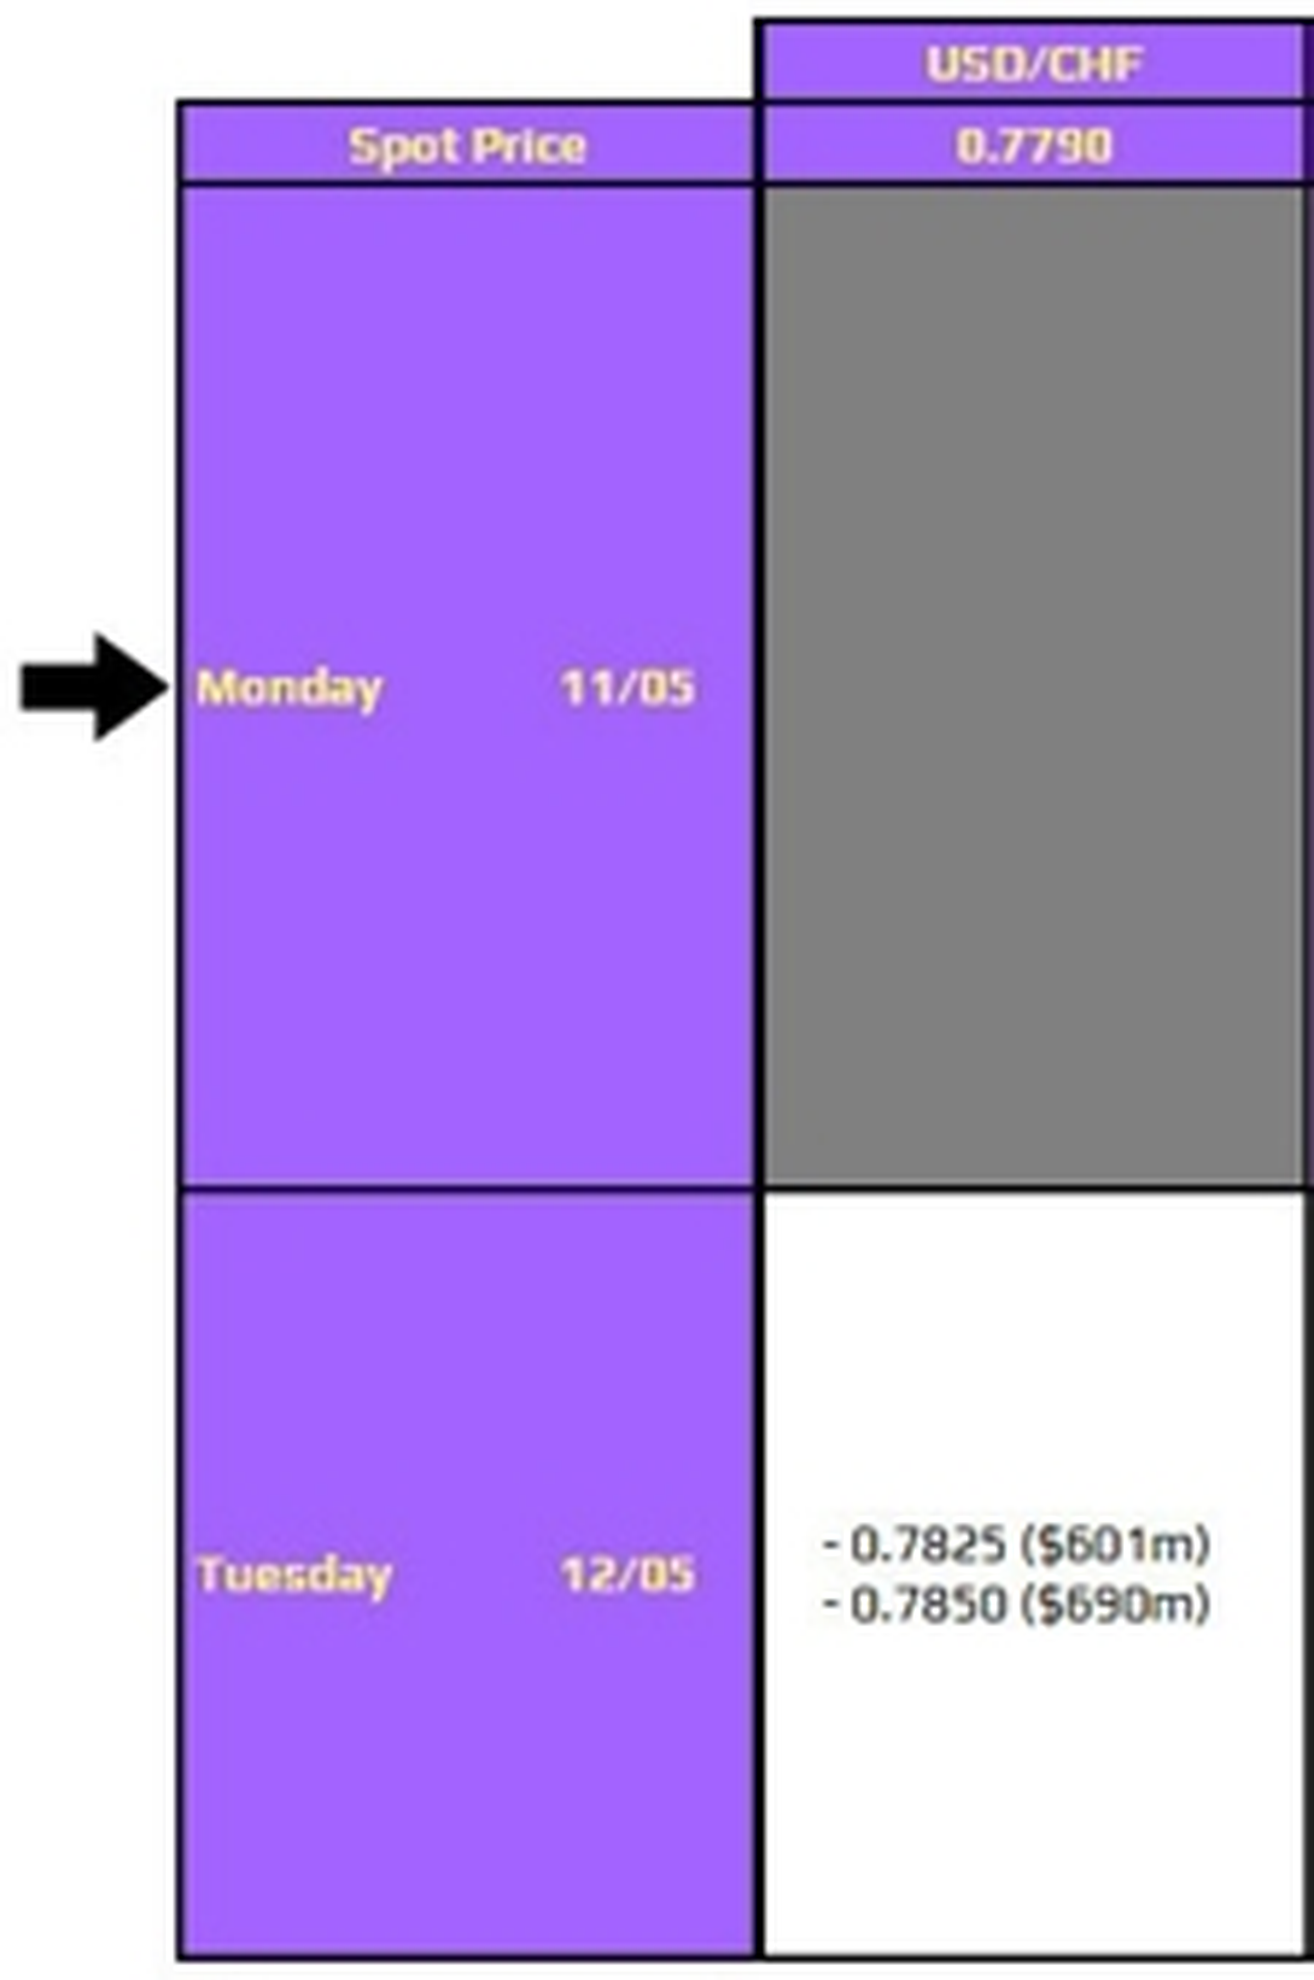 USD/CHF
Spot Price 0.7790
Monday 11/05
Tuesday 12/05
- 0.7825 ($601m)
- 0.7850 ($690m)